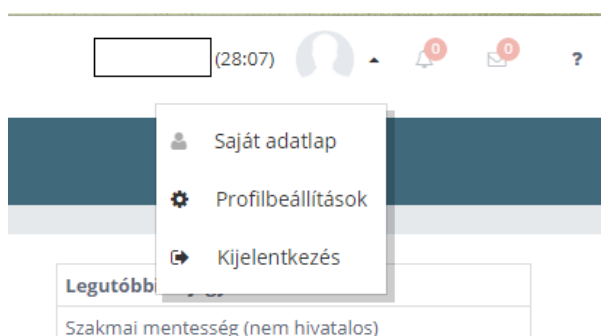 (28:07) 0 0 ?
Saját adatlap
Profilbeállítások
Kijelentkezés
Legutóbbi
Szakmai mentesség (nem hivatalos)